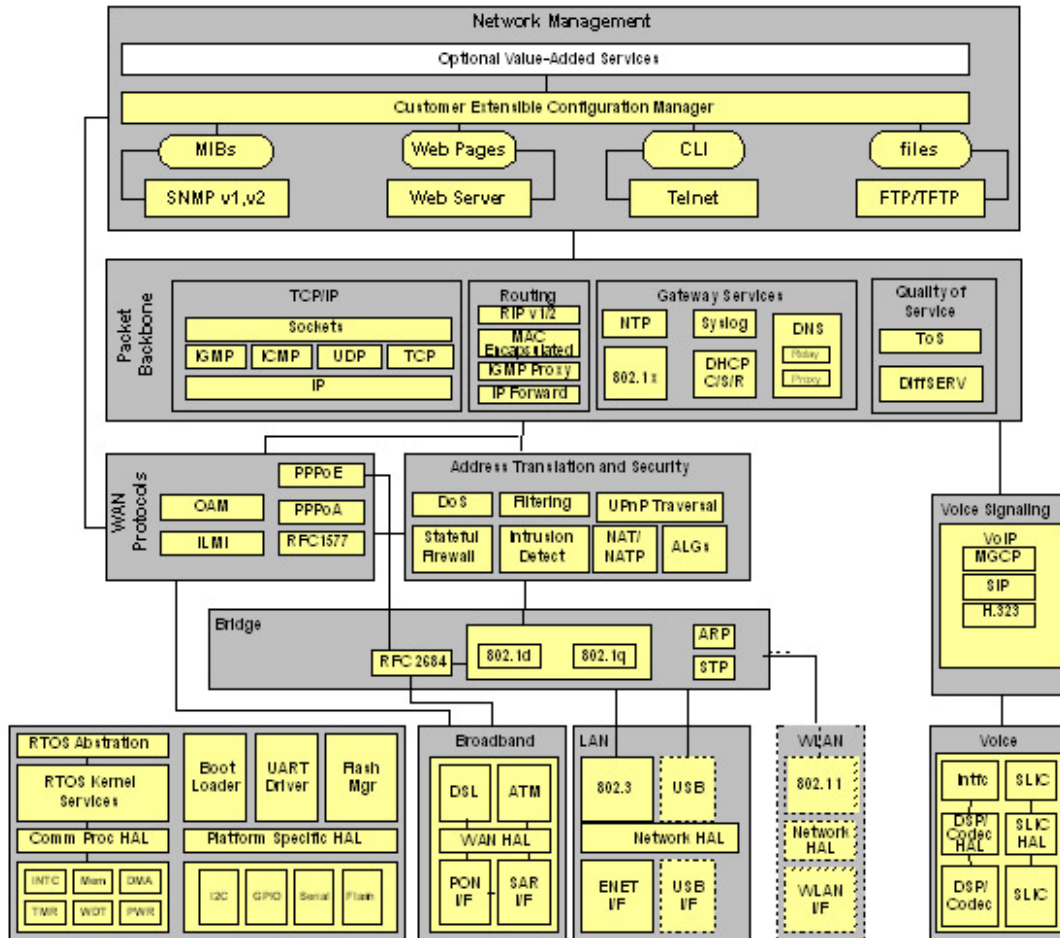 Network Management
Optional Value-Added Services
Customer Extensible Configuration Manager
MIBs
Web Pages
CLI
files
SNMP v1,v2
Web Server
Telnet
FTP/TFTP
Packet
Backbone
TCP/IP
Sockets
IGMP
ICMP
UDP
TCP
IP
Routing
RIP v1/2
MAC
Encapsulated
IGMP Proxy
IP Forward
Gateway Services
NTP
Syslog
DNS
Relay
Proxy
802.1x
DHCP
C/S/R
Quality of
Service
ToS
DiffSERV
WAN
Protocols
OAM
ILMI
PPPoE
PPPoA
RFC1577
Address Translation and Security
DoS
Filtering
UPnP Traversal
Stateful
Firewall
Intrusion
Detect
NAT/
NATP
ALGs
Voice Signaling
VoIP
MGCP
SIP
H.323
Bridge
RFC 2684
802.1d
802.1q
ARP
STP
RTOS Abstration
RTOS Kernel
Services
Comm Proc HAL
INTC
Mem
DMA
TMR
WDT
PWR
Boot
Loader
UART
Driver
Flash
Mgr
Platform Specific HAL
I2C
GPIO
Serial
Flash
Broadband
DSL
ATM
WAN HAL
PON
I/F
SAR
I/F
LAN
802.3
USB
Network HAL
ENET
I/F
USB
I/F
WLAN
802.11
Network
HAL
WLAN
I/F
Voice
Intfc
SLIC
DSP/
Codec
HAL
SLIC
HAL
DSP/
Codec
SLIC